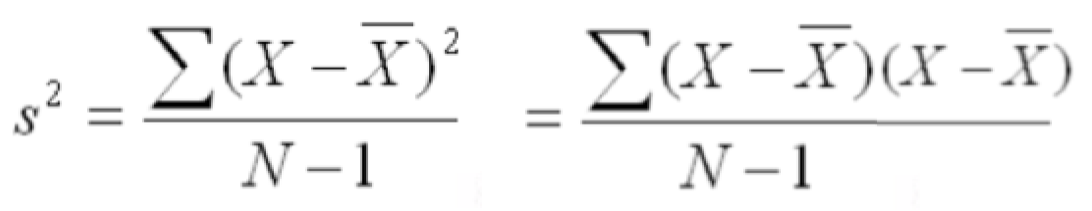 s² = ∑(X − X̅)² / N − 1 = ∑(X − X̅)(X − X̅) / N − 1